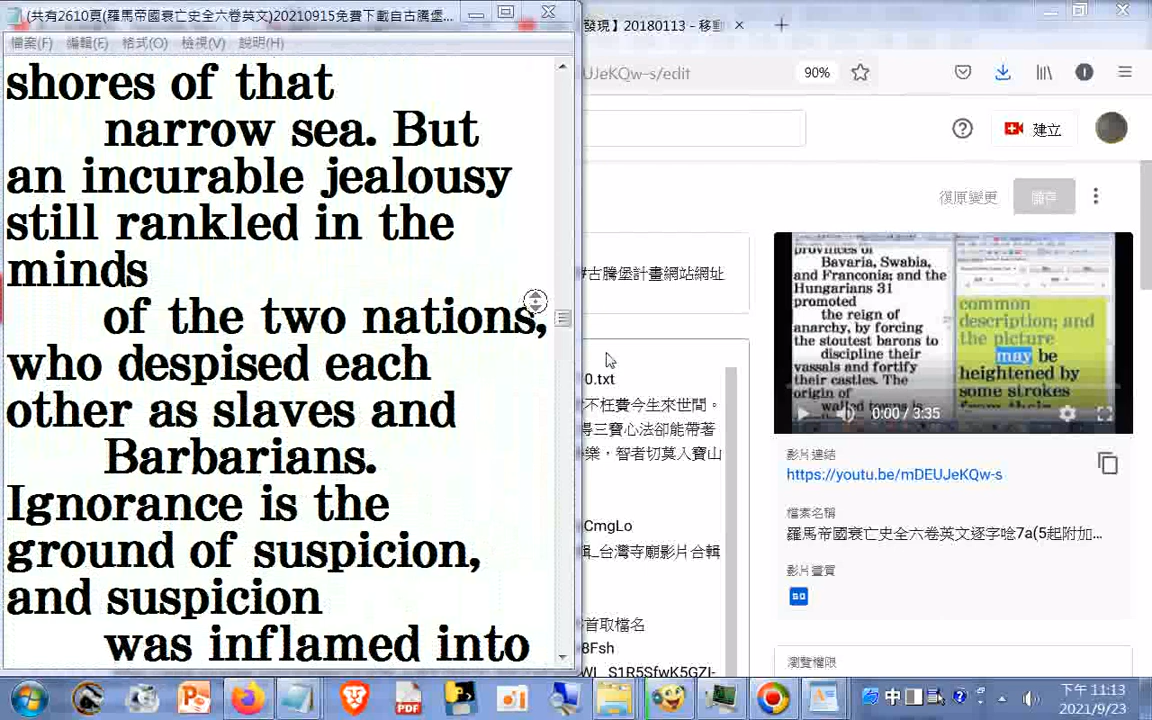 (共有2610頁(羅馬帝國衰亡史全六卷英文)20210915免費下載自古騰堡...
檔案(F) 編輯(E) 格式(O) 檢視(V) 說明(H)
shores of that
narrow sea. But
an incurable jealousy
still rankled in the
minds
of the two nations,
who despised each
other as slaves and
Barbarians.
Ignorance is the
ground of suspicion,
and suspicion
was inflamed into
發現】20180113 - 移動
JJeKQw-s/edit
90%
建立
復原變更
儲存
#古騰堡計畫網站網址
0.txt
不枉費今生來世間。
得三寶心法卻能帶著
樂，智者切莫入寶山
CmgLo
輯_台灣寺廟影片合輯
首取檔名
8Fsh
WI_S1R5SfwK5GZI-
provinces of
Bavaria, Swabia,
and Franconia; and the
Hungarians 31
promoted
the reign of
anarchy, by forcing
the stoutest barons to
discipline their
vassals and fortify
their castles. The
origin of
walled towns is
common
description; and
the picture
may be
heightened by
some strokes
0:00 / 3:35
影片連結
https://youtu.be/mDEUJeKQw-s
檔案名稱
羅馬帝國衰亡史全六卷英文逐字唸7a(5起附加...
影片畫質
SD
瀏覽權限
中
下午 11:13
2021/9/23